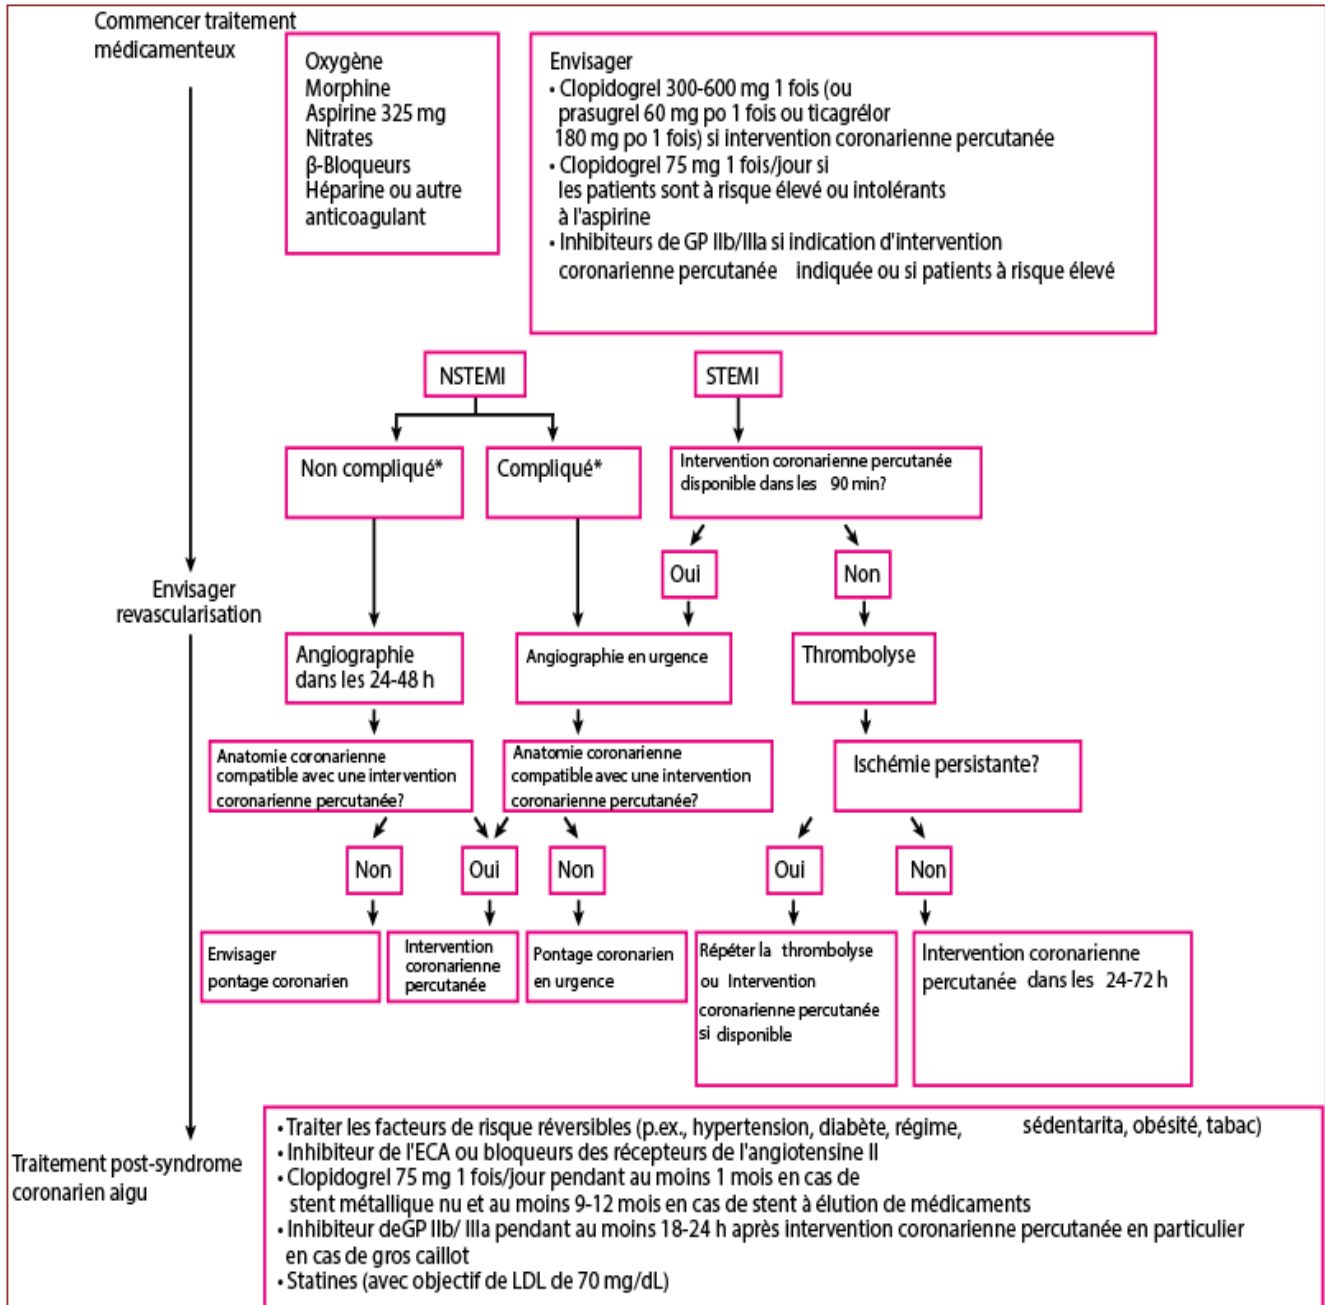 Commencer traitement
médicamenteux
Oxygène
Morphine
Aspirine 325 mg
Nitrates
β-Bloqueurs
Héparine ou autre
anticoagulant
Envisager
• Clopidogrel 300-600 mg 1 fois (ou
prasugrel 60 mg po 1 fois ou ticagrélor
180 mg po 1 fois) si intervention coronarienne percutanée
• Clopidogrel 75 mg 1 fois/jour si
les patients sont à risque élevé ou intolérants
à l'aspirine
• Inhibiteurs de GP IIb/IIIa si indication d'intervention
coronarienne percutanée indiquée ou si patients à risque élevé
NSTEMI
STEMI
Non compliqué*
Compliqué*
Intervention coronarienne percutanée
disponible dans les 90 min?
Oui
Non
Envisager
revascularisation
Angiographie
dans les 24-48 h
Angiographie en urgence
Thrombolyse
Anatomie coronarienne
compatible avec une intervention
coronarienne percutanée?
Anatomie coronarienne
compatible avec une intervention
coronarienne percutanée?
Ischémie persistante?
Non
Oui
Non
Oui
Non
Envisager
pontage coronarien
Intervention
coronarienne
percutanée
Pontage coronarien
en urgence
Répéter la thrombolyse
ou Intervention
coronarienne percutanée
si disponible
Intervention coronarienne
percutanée dans les 24-72 h
Traitement post-syndrome
coronarien aigu
• Traiter les facteurs de risque réversibles (p.ex., hypertension, diabète, régime, sédentarita, obésité, tabac)
• Inhibiteur de l'ECA ou bloqueurs des récepteurs de l'angiotensine II
• Clopidogrel 75 mg 1 fois/jour pendant au moins 1 mois en cas de
stent métallique nu et au moins 9-12 mois en cas de stent à élution de médicaments
• Inhibiteur deGP IIb/ IIIa pendant au moins 18-24 h après intervention coronarienne percutanée en particulier
en cas de gros caillot
• Statines (avec objectif de LDL de 70 mg/dL)